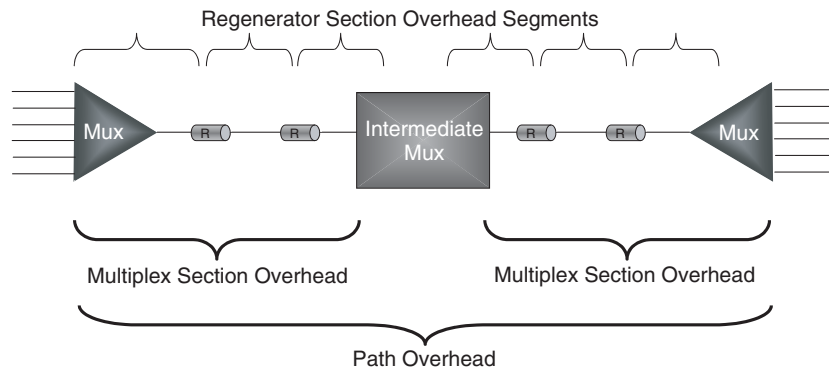 Regenerator Section Overhead Segments
Mux
R
R
Intermediate
Mux
R
R
Mux
Multiplex Section Overhead
Multiplex Section Overhead
Path Overhead